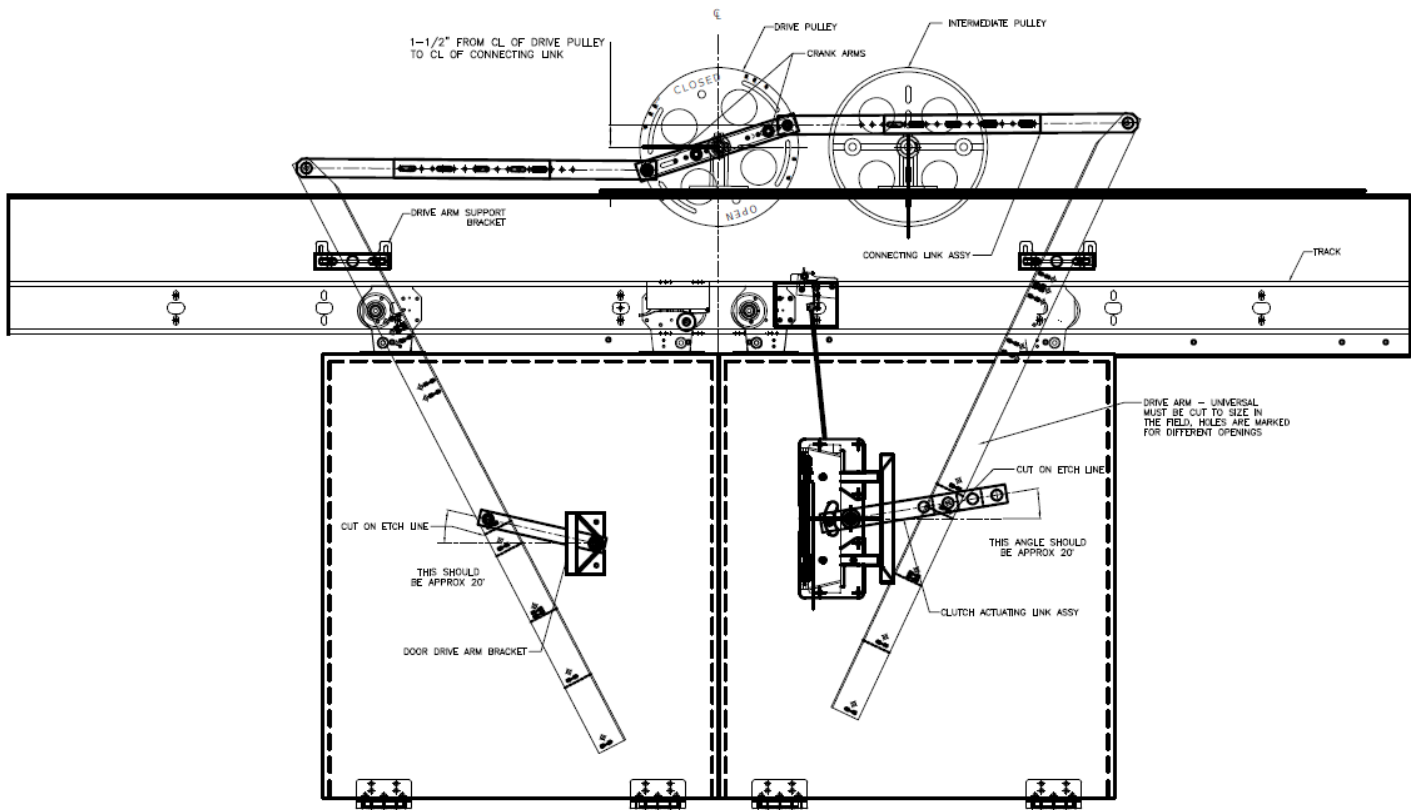 ℄
DRIVE PULLEY
INTERMEDIATE PULLEY
1-1/2" FROM CL OF DRIVE PULLEY
TO CL OF CONNECTING LINK
CRANK ARMS
CLOSED
OPEN
DRIVE ARM SUPPORT
BRACKET
CONNECTING LINK ASSY
TRACK
DRIVE ARM - UNIVERSAL
MUST BE CUT TO SIZE IN
THE FIELD, HOLES ARE MARKED
FOR DIFFERENT OPENINGS
CUT ON ETCH LINE
CUT ON ETCH LINE
THIS ANGLE SHOULD
BE APPROX 20°
THIS SHOULD
BE APPROX 20°
CLUTCH ACTUATING LINK ASSY
DOOR DRIVE ARM BRACKET